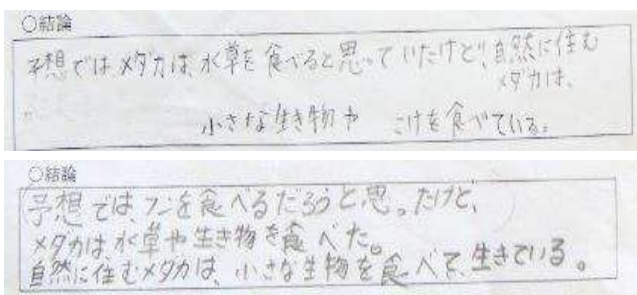 ○結論
予想ではメダカは、水草を食べると思っていたけど、自然に住む
メダカは、
小さな生き物や こけを食べている。
○結論
予想では、フンを食べるだろうと思ったけど、
メダカは、水草や生き物を食べた。
自然に住むメダカは、小さな生物を食べて、生きている。